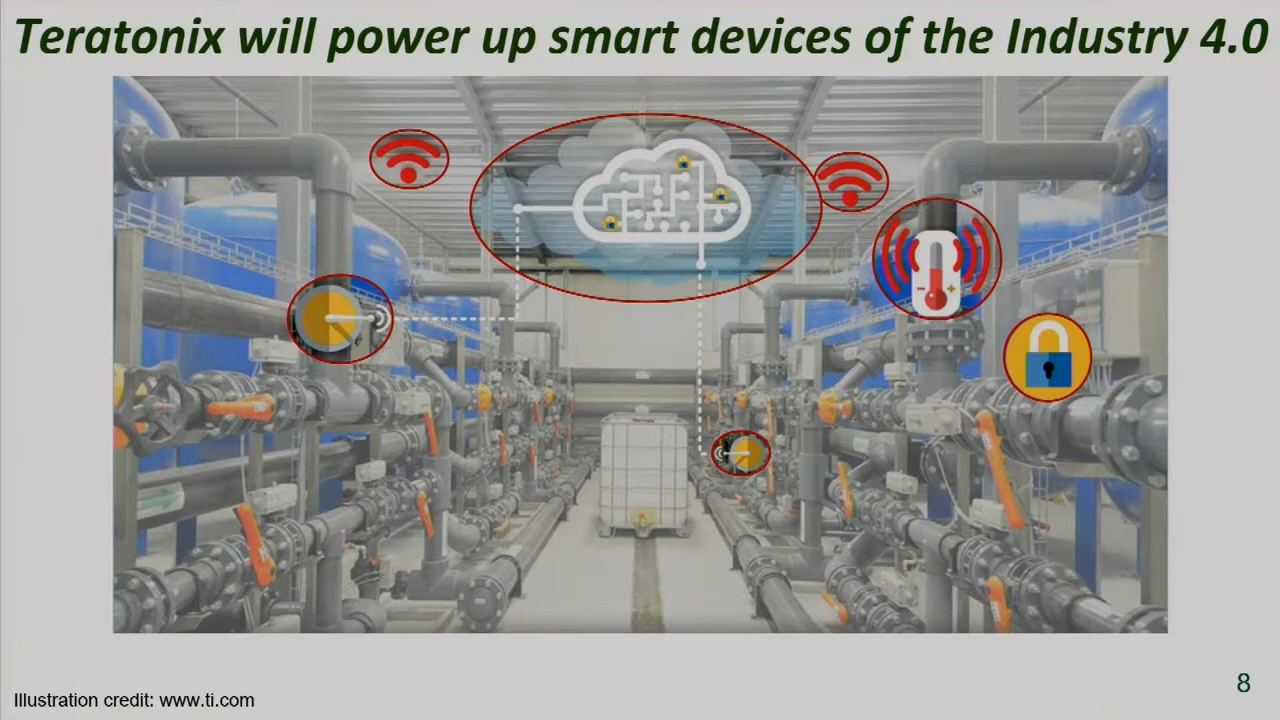 Teratonix will power up smart devices of the Industry 4.0
8
Illustration credit: www.ti.com